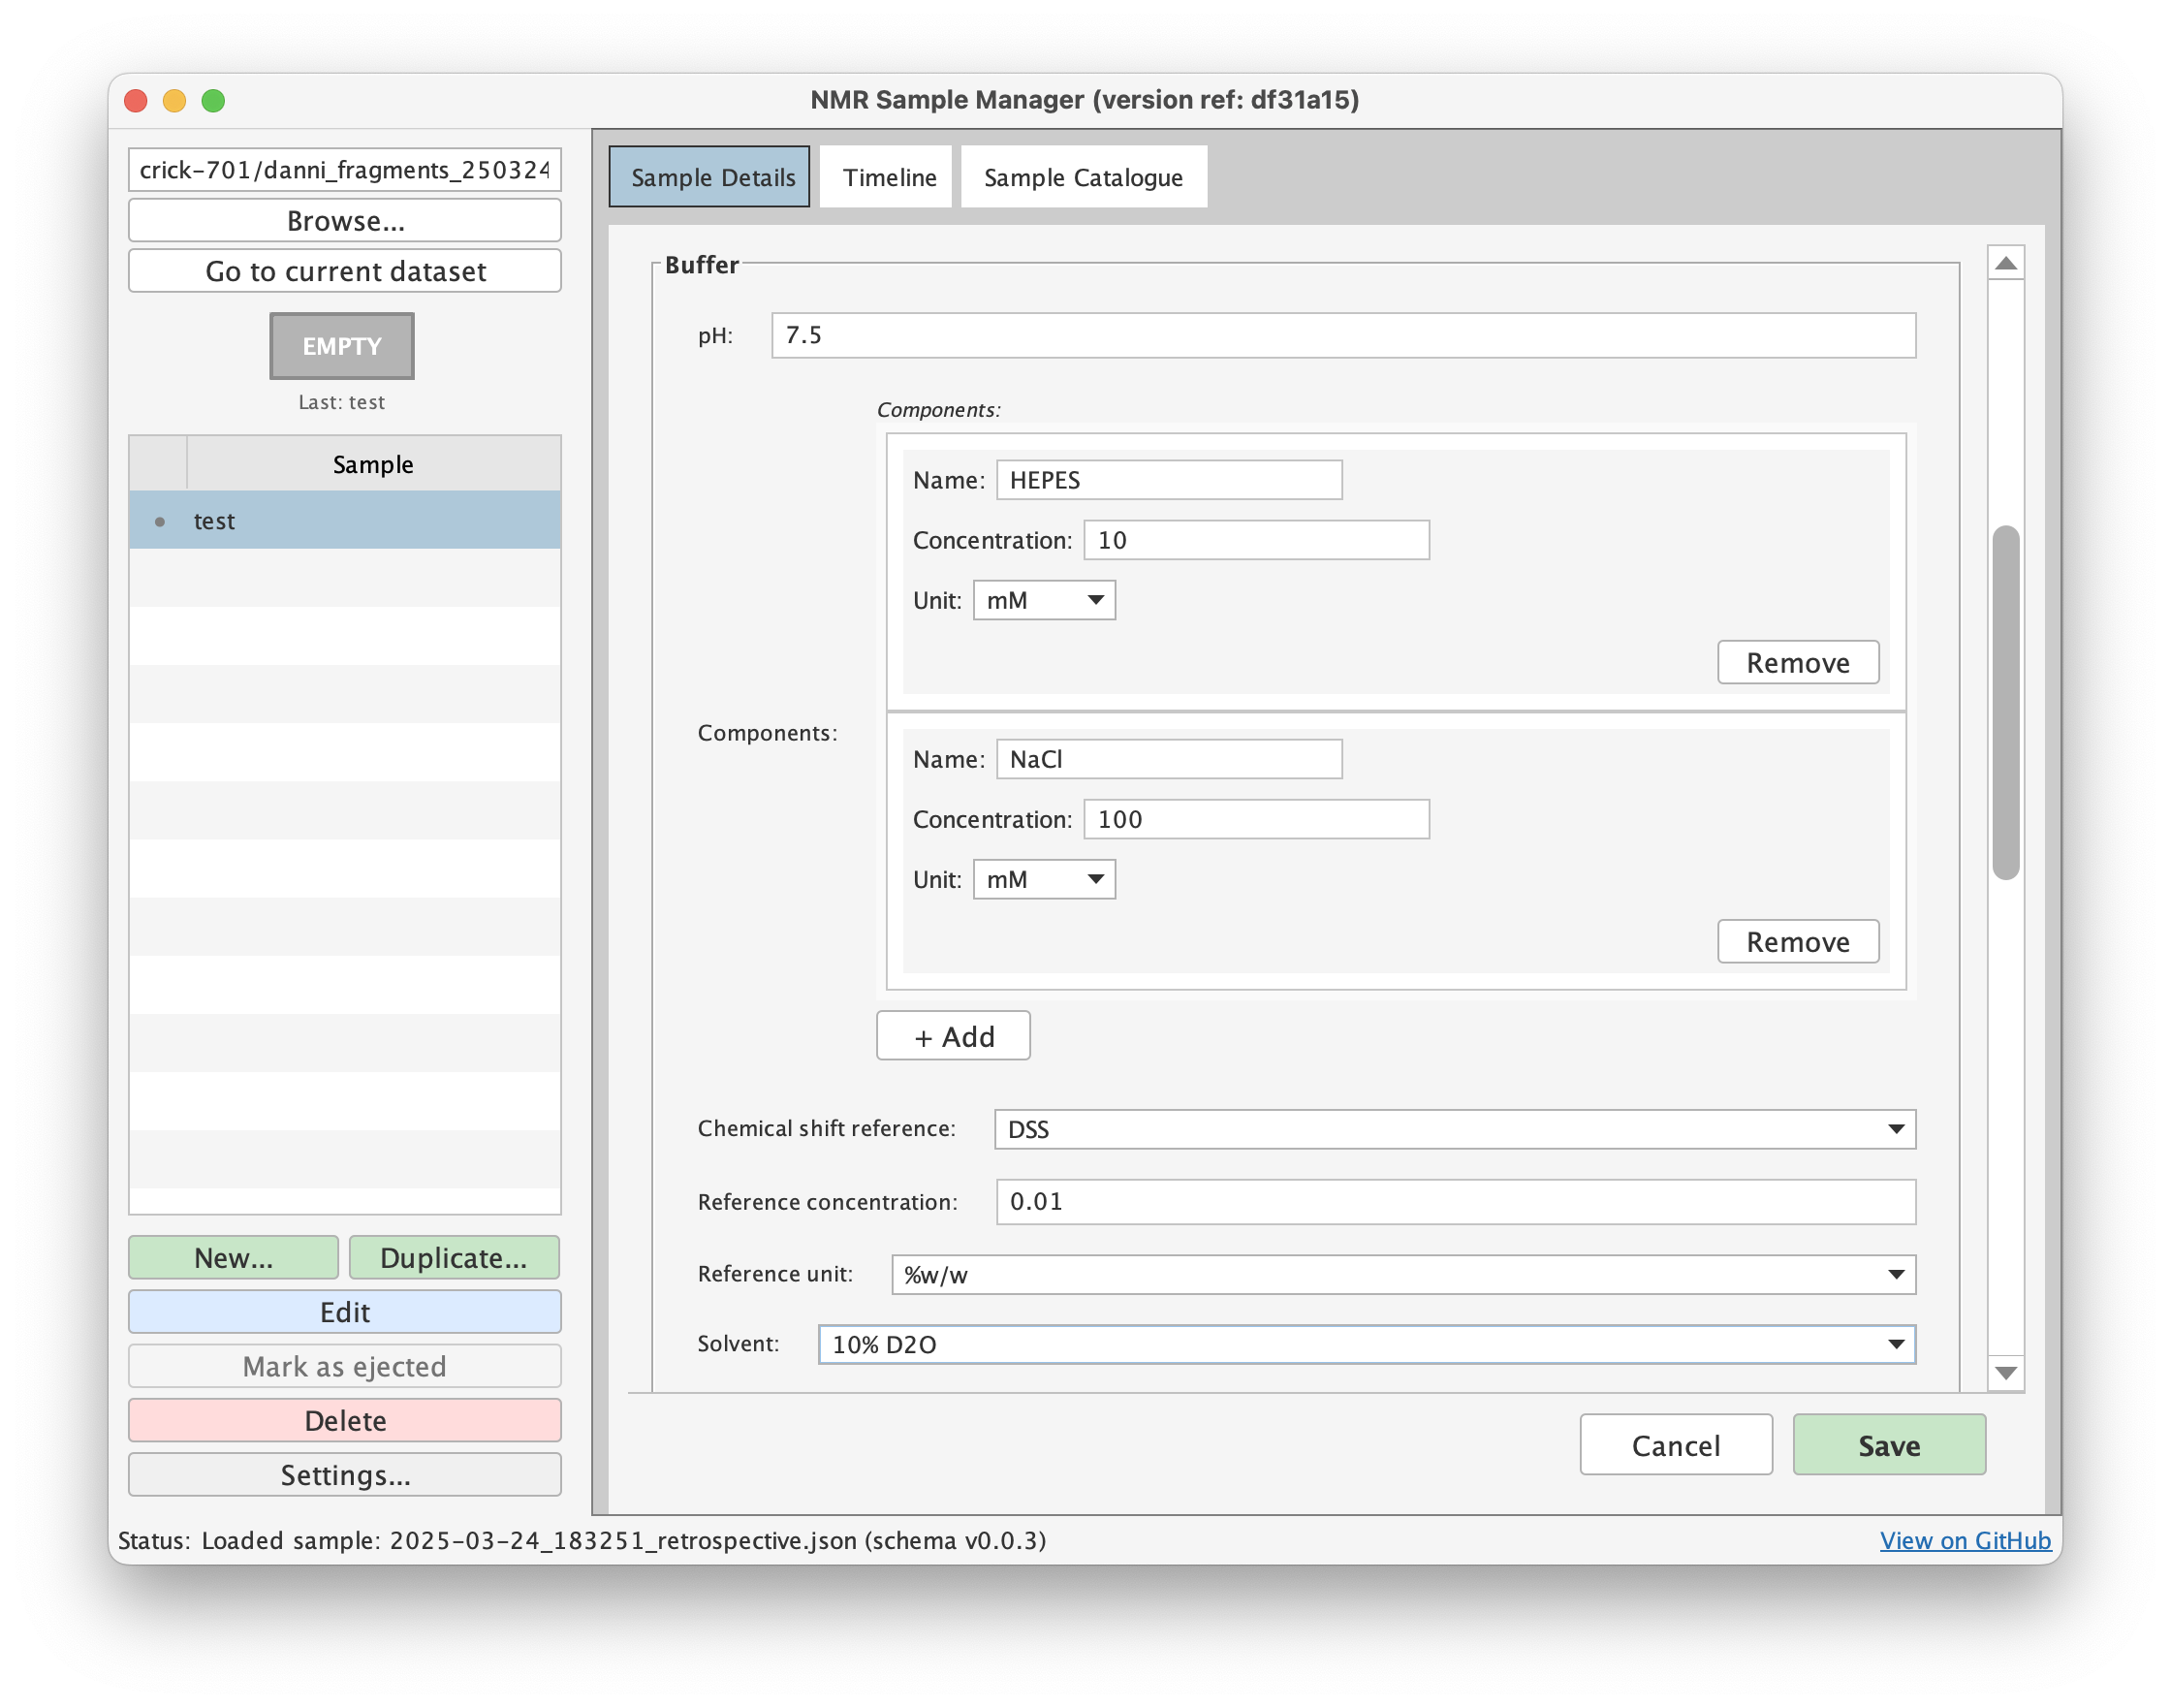 NMR Sample Manager (version ref: df31a15)
crick-701/danni_fragments_250324
Browse...
Go to current dataset
EMPTY
Last: test
Sample
test
New...
Duplicate...
Edit
Mark as ejected
Delete
Settings...
Sample Details
Timeline
Sample Catalogue
Buffer
pH: 7.5
Components:
Components:
Name: HEPES
Concentration: 10
Unit: mM
Remove
Name: NaCl
Concentration: 100
Unit: mM
Remove
+ Add
Chemical shift reference: DSS
Reference concentration: 0.01
Reference unit: %w/w
Solvent: 10% D2O
Cancel
Save
Status: Loaded sample: 2025-03-24_183251_retrospective.json (schema v0.0.3)
View on GitHub